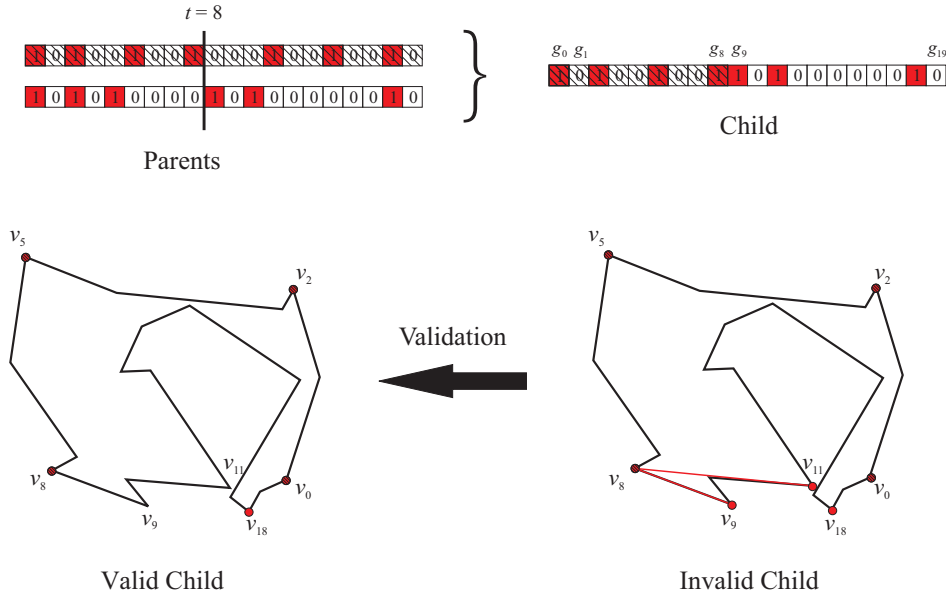 t = 8
1 0 1 0 0 1 0 0 1 0 0 0 1 0 0 1 0 0 1 0
1 0 1 0 1 0 0 0 0 1 0 1 0 0 0 0 0 0 1 0
Parents
g0 g1 g8 g9 g19
1 0 1 0 0 1 0 0 1 1 0 1 0 0 0 0 0 0 1 0
Child
v5
v2
v8
v9
v11
v18
v0
Valid Child
Validation
v5
v2
v8
v9
v11
v18
v0
Invalid Child